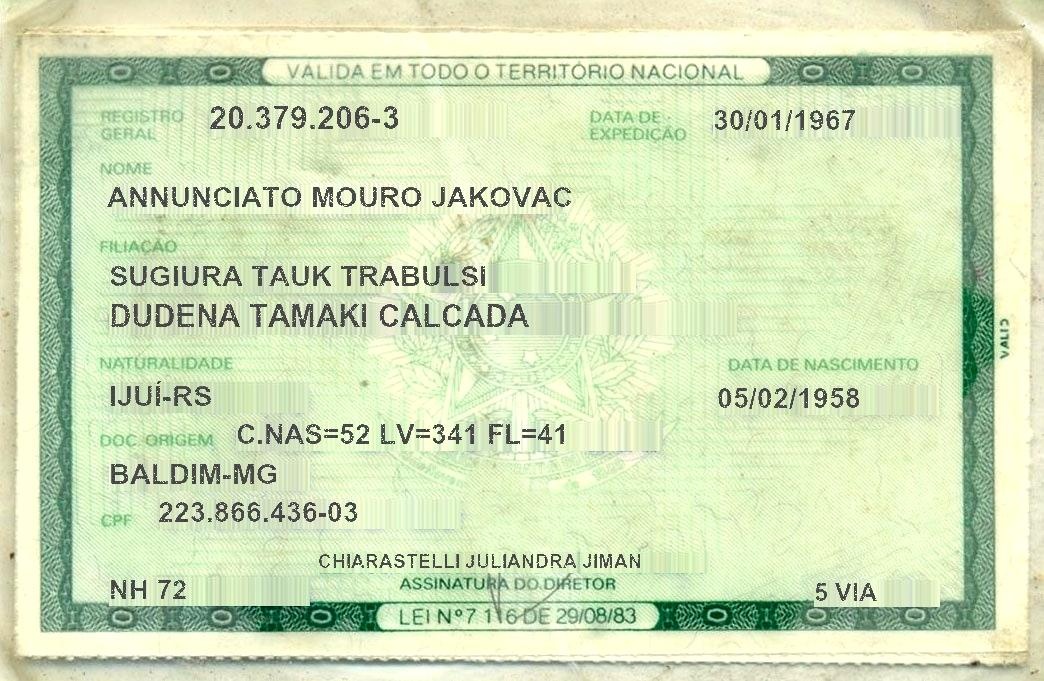 VÁLIDA EM TODO O TERRITÓRIO NACIONAL
REGISTRO GERAL 20.379.206-3 DATA DE EXPEDIÇÃO 30/01/1967
NOME
ANNUNCIATO MOURO JAKOVAC
FILIAÇÃO
SUGIURA TAUK TRABULSI
DUDENA TAMAKI CALCADA
NATURALIDADE DATA DE NASCIMENTO
IJUÍ-RS 05/02/1958
DOC. ORIGEM C.NAS=52 LV=341 FL=41
BALDIM-MG
CPF 223.866.436-03
CHIARASTELLI JULIANDRA JIMAN
ASSINATURA DO DIRETOR
NH 72 5 VIA
LEI Nº 7 116 DE 29/08/83
VALID